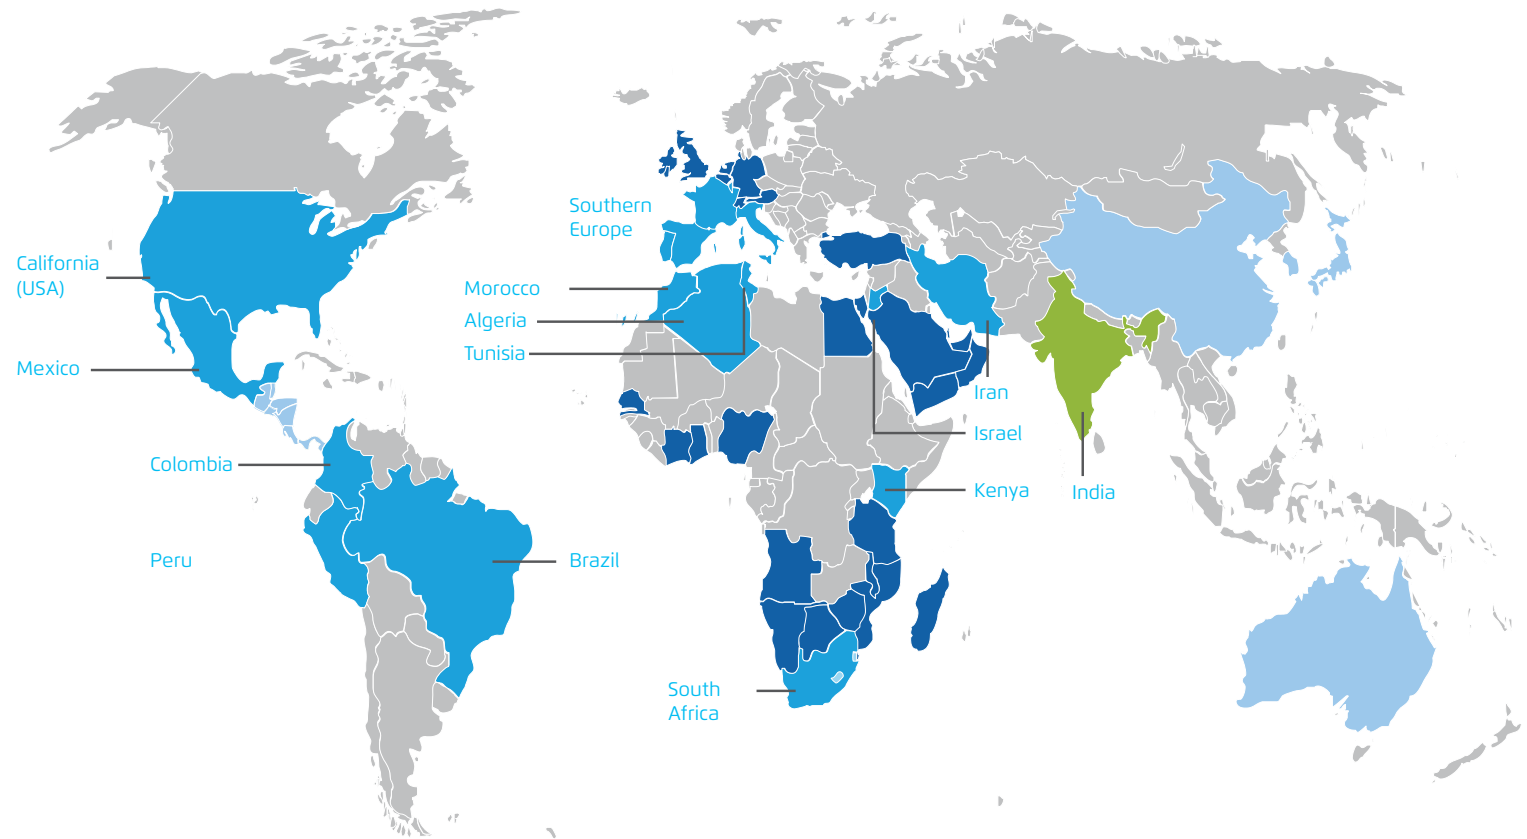 Southern
Europe
California
(USA)
Morocco
Algeria
Tunisia
Mexico
Iran
Israel
Colombia
Kenya
India
Peru
Brazil
South
Africa